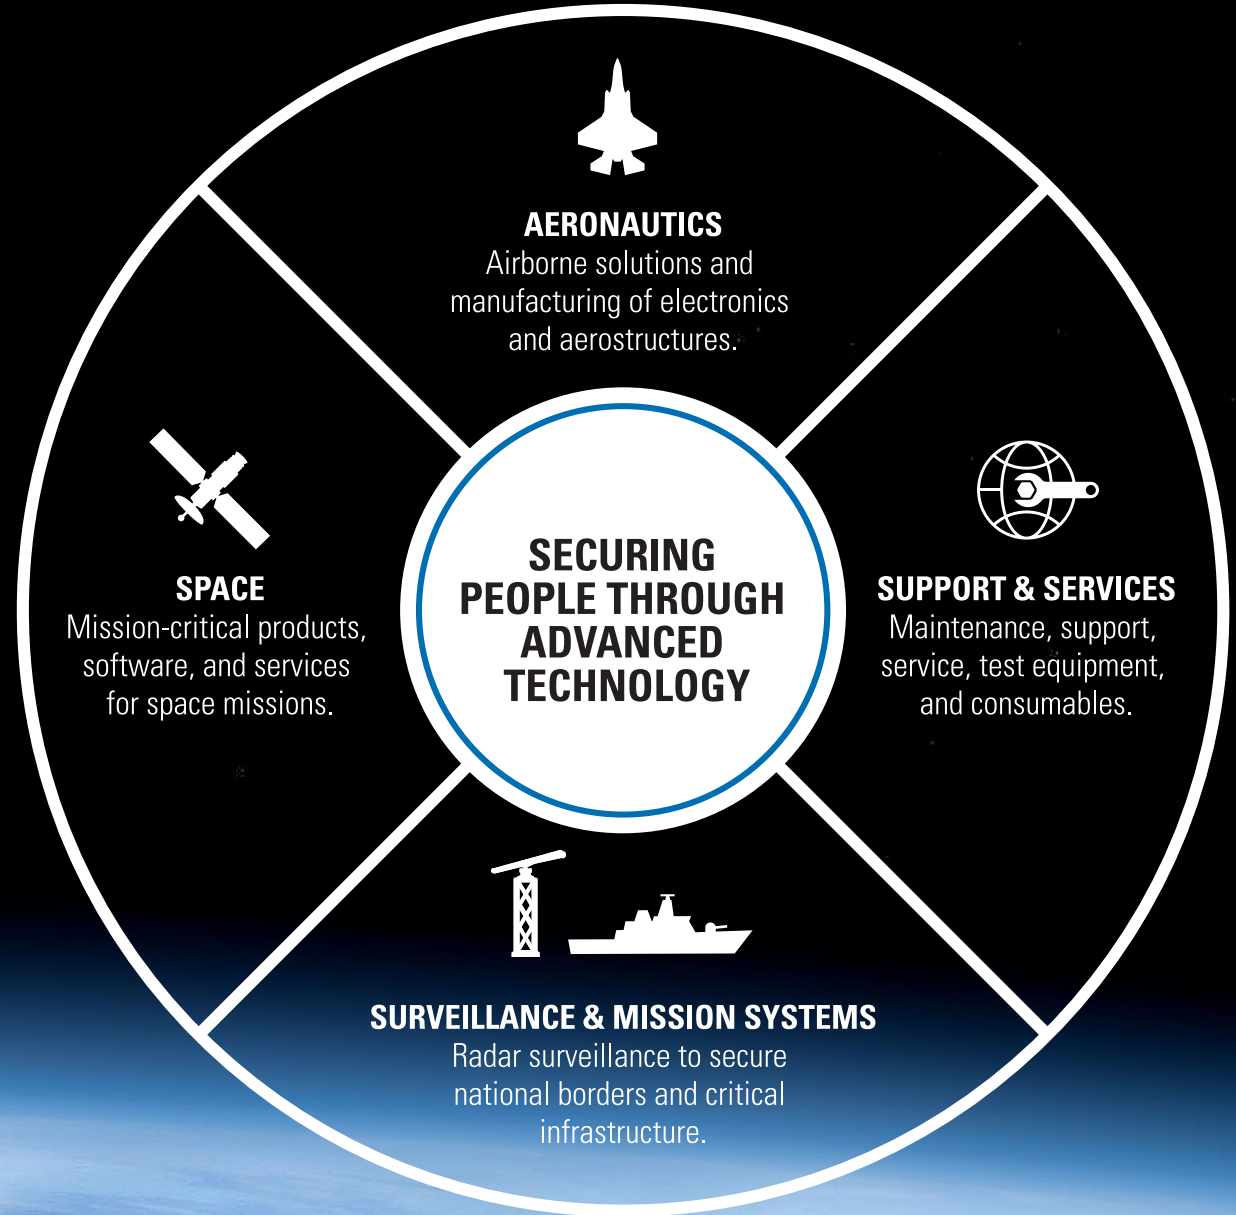 AERONAUTICS
Airborne solutions and
manufacturing of electronics
and aerostructures.
SPACE
Mission-critical products,
software, and services
for space missions.
SECURING
PEOPLE THROUGH
ADVANCED
TECHNOLOGY
SUPPORT & SERVICES
Maintenance, support,
service, test equipment,
and consumables.
SURVEILLANCE & MISSION SYSTEMS
Radar surveillance to secure
national borders and critical
infrastructure.